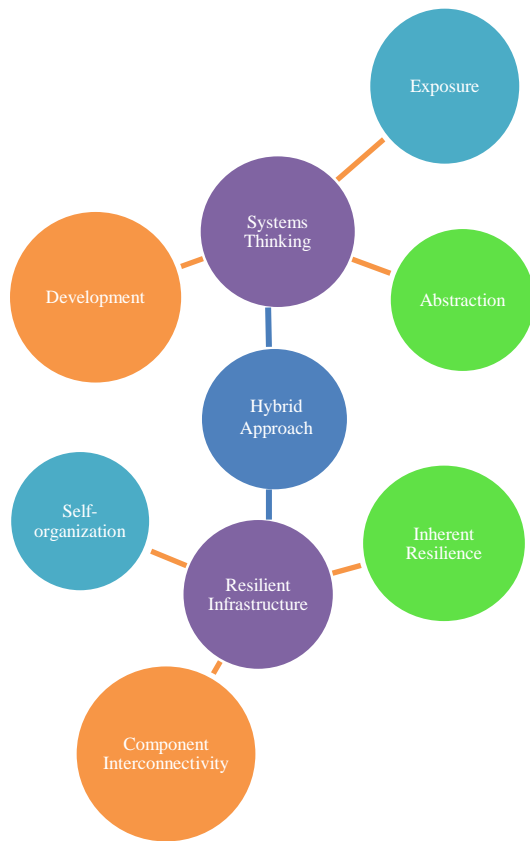 Exposure
Systems
Thinking
Development
Abstraction
Hybrid
Approach
Self-
organization
Inherent
Resilience
Resilient
Infrastructure
Component
Interconnectivity